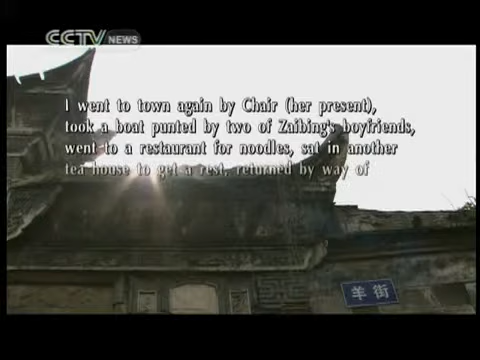 CCTV NEWS
I went to town again by Chair (her present),
took a boat punted by two of Zaibing's boyfriends,
went to a restaurant for noodles, sat in another
tea house to get a rest, returned by way of
羊街